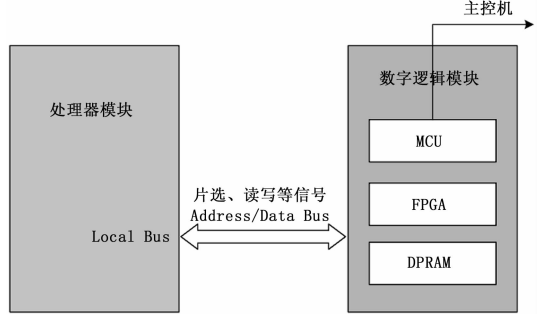 主控机
处理器模块
数字逻辑模块
MCU
片选、读写等信号
Address/Data Bus
FPGA
Local Bus
DPRAM